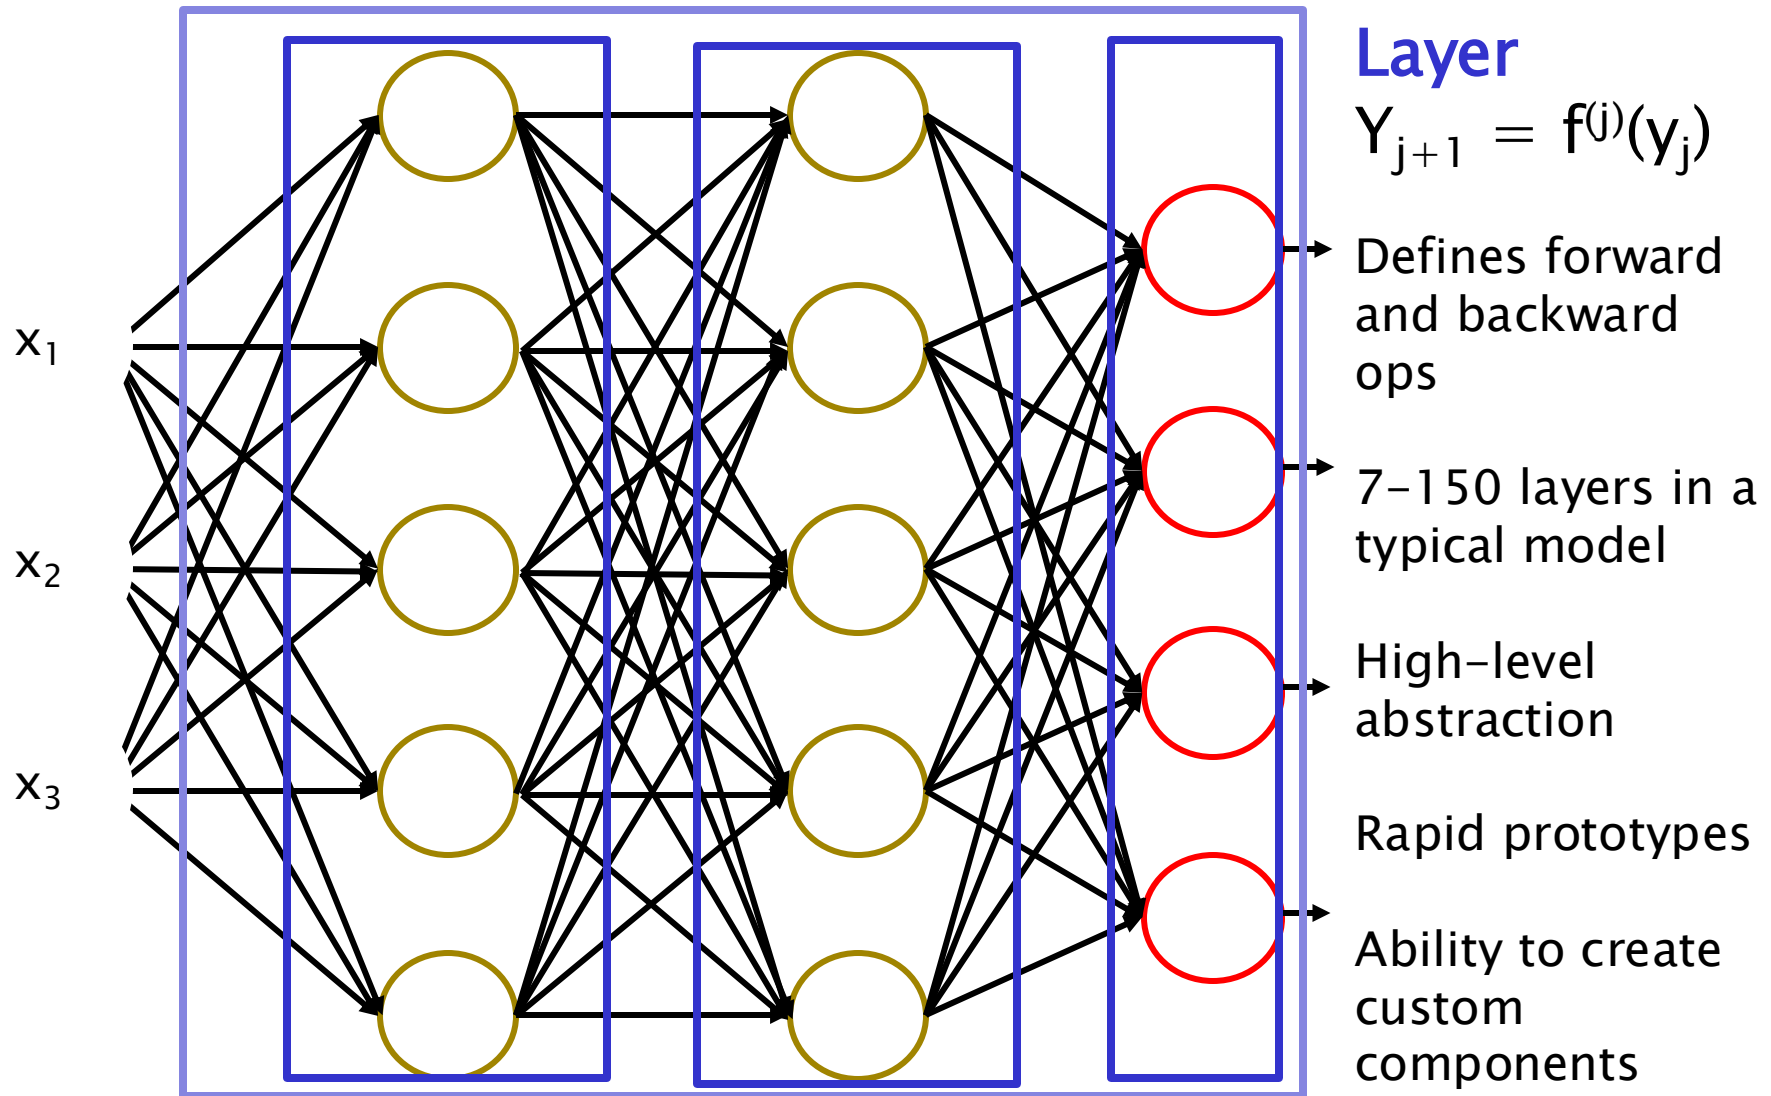 x₁
x₂
x₃
Layer
Yⱼ₊₁ = f⁽ʲ⁾(yⱼ)
Defines forward
and backward
ops
7-150 layers in a
typical model
High-level
abstraction
Rapid prototypes
Ability to create
custom
components